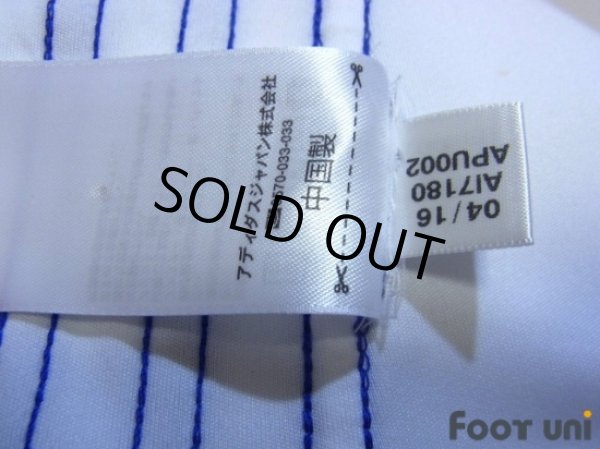 アディダスジャパン株式会社
570-033-033
中国製
04/16
AI7180
APU002
SOLD OUT
FOOT UNI